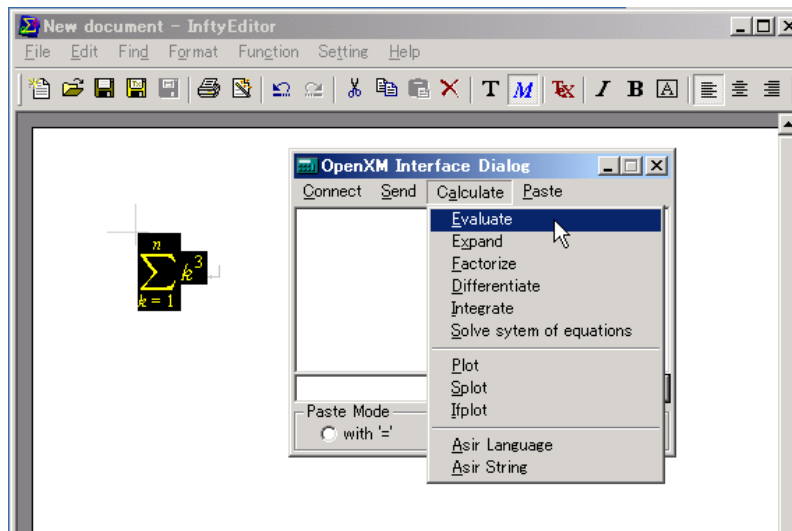 New document - InftyEditor
File Edit Find Format Function Setting Help
T M TEX I B A
OpenXM Interface Dialog
Connect Send Calculate Paste
Evaluate
Expand
Factorize
Differentiate
Integrate
Solve sytem of equations
Plot
Splot
Ifplot
Asir Language
Asir String
Paste Mode
with '='
n
∑ k³
k = 1